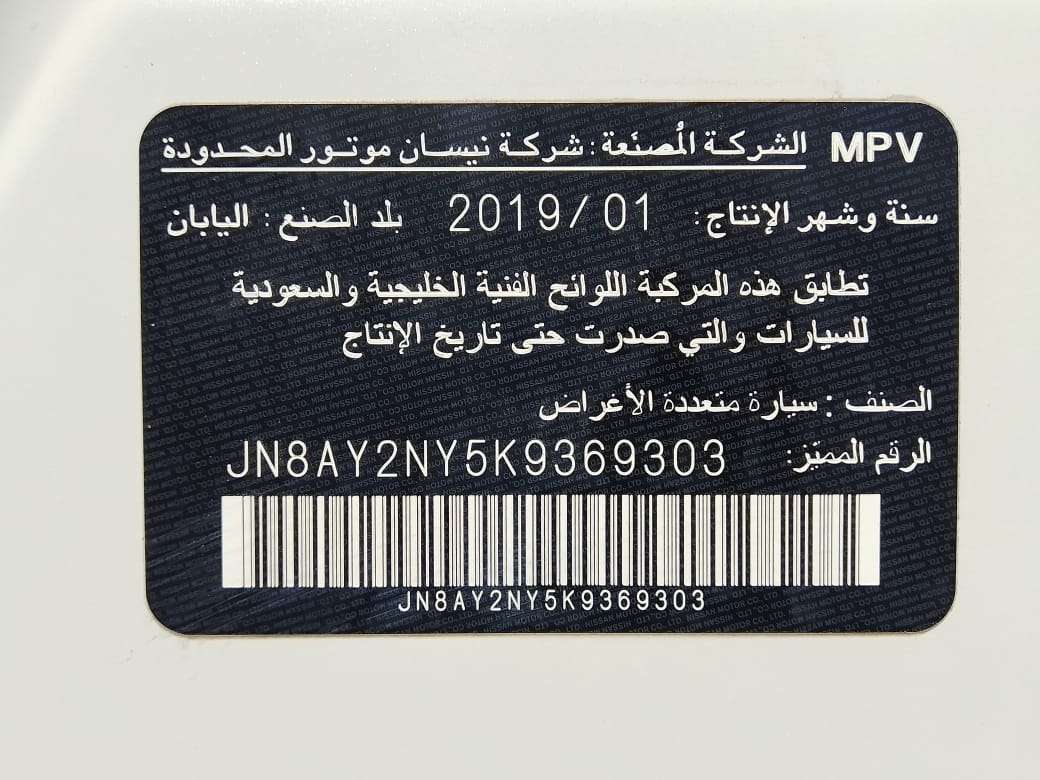 MPV الشركة المُصنَعة : شركة نيسان موتور المحدودة
سنة وشهر الإنتاج : 2019/01 بلد الصنع : اليابان
تطابق هذه المركبة اللوائح الفنية الخليجية والسعودية
للسيارات والتي صدرت حتى تاريخ الإنتاج
الصنف : سيارة متعددة الأغراض
الرقم المميّز: JN8AY2NY5K9369303
JN8AY2NY5K9369303